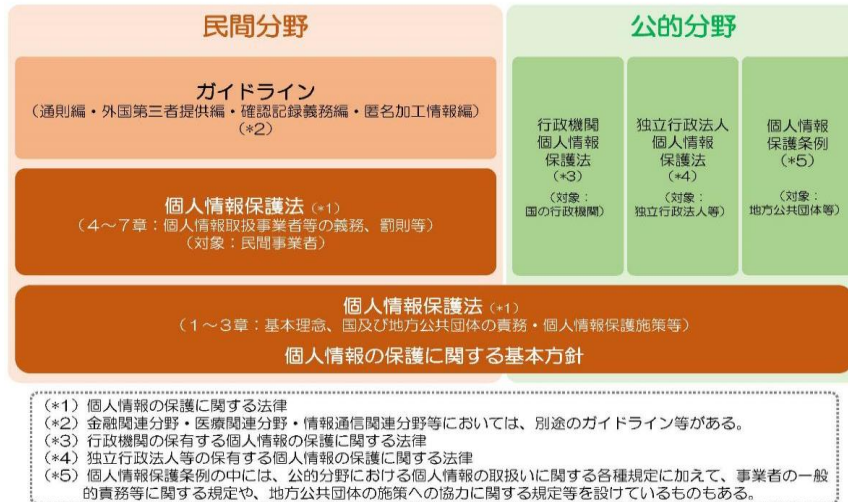 民間分野
公的分野
ガイドライン
（通則編・外国第三者提供編・確認記録義務編・匿名加工情報編）
(*2)
個人情報保護法 (*1)
（４～７章：個人情報取扱事業者等の義務、罰則等）
（対象：民間事業者）
行政機関
個人情報
保護法
(*3)
（対象：
国の行政機関）
独立行政法人
個人情報
保護法
(*4)
（対象：
独立行政法人等）
個人情報
保護条例
(*5)
（対象：
地方公共団体等）
個人情報保護法 (*1)
（１～３章：基本理念、国及び地方公共団体の責務・個人情報保護施策等）
個人情報の保護に関する基本方針
(*1) 個人情報の保護に関する法律
(*2) 金融関連分野・医療関連分野・情報通信関連分野等においては、別途のガイドライン等がある。
(*3) 行政機関の保有する個人情報の保護に関する法律
(*4) 独立行政法人等の保有する個人情報の保護に関する法律
(*5) 個人情報保護条例の中には、公的分野における個人情報の取扱いに関する各種規定に加えて、事業者の一般
的責務等に関する規定や、地方公共団体の施策への協力に関する規定等を設けているものもある。